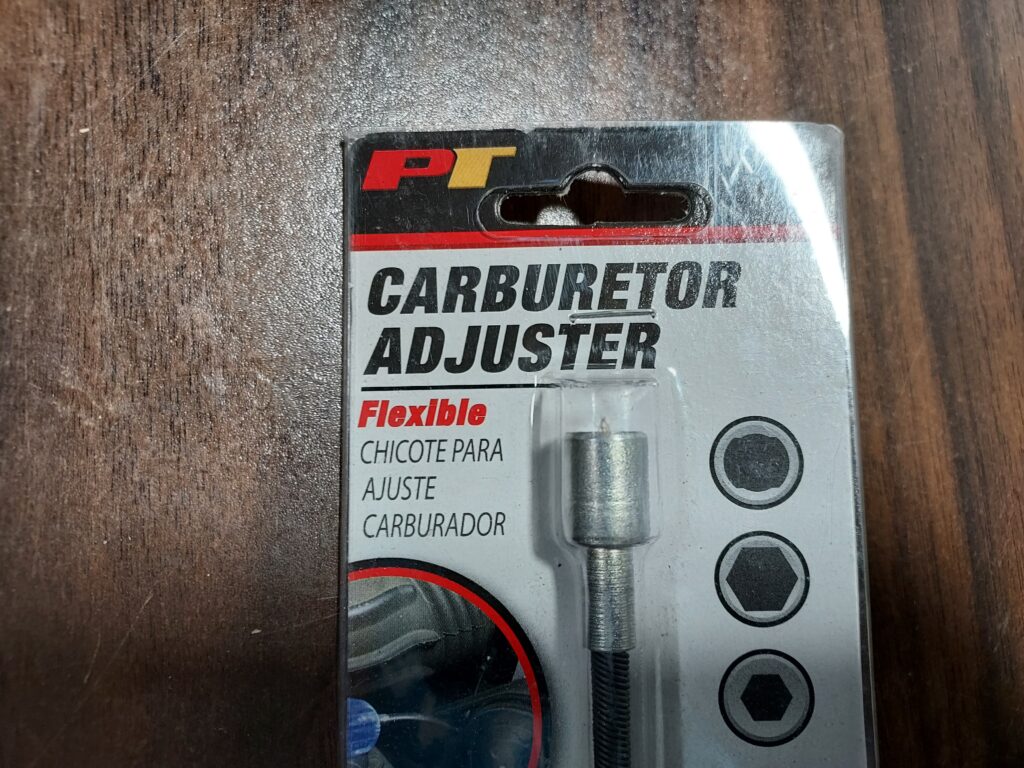 PT
CARBURETOR
ADJUSTER
Flexible
CHICOTE PARA
AJUSTE
CARBURADOR